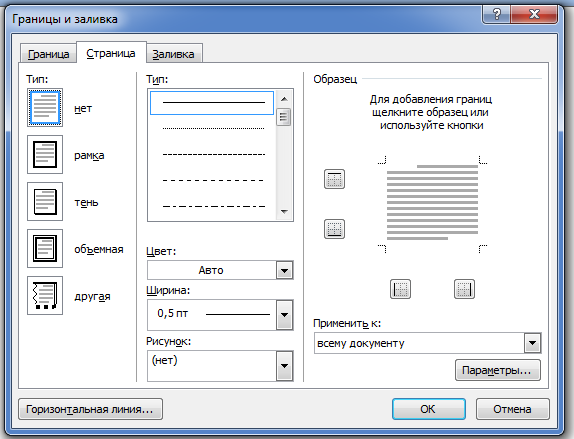 Границы и заливка
Граница
Страница
Заливка
Тип:
нет
рамка
тень
объемная
другая
Тип:
Цвет:
Авто
Ширина:
0,5 пт
Рисунок:
(нет)
Образец
Для добавления границ
щелкните образец или
используйте кнопки
Применить к:
всему документу
Параметры...
Горизонтальная линия...
ОК
Отмена